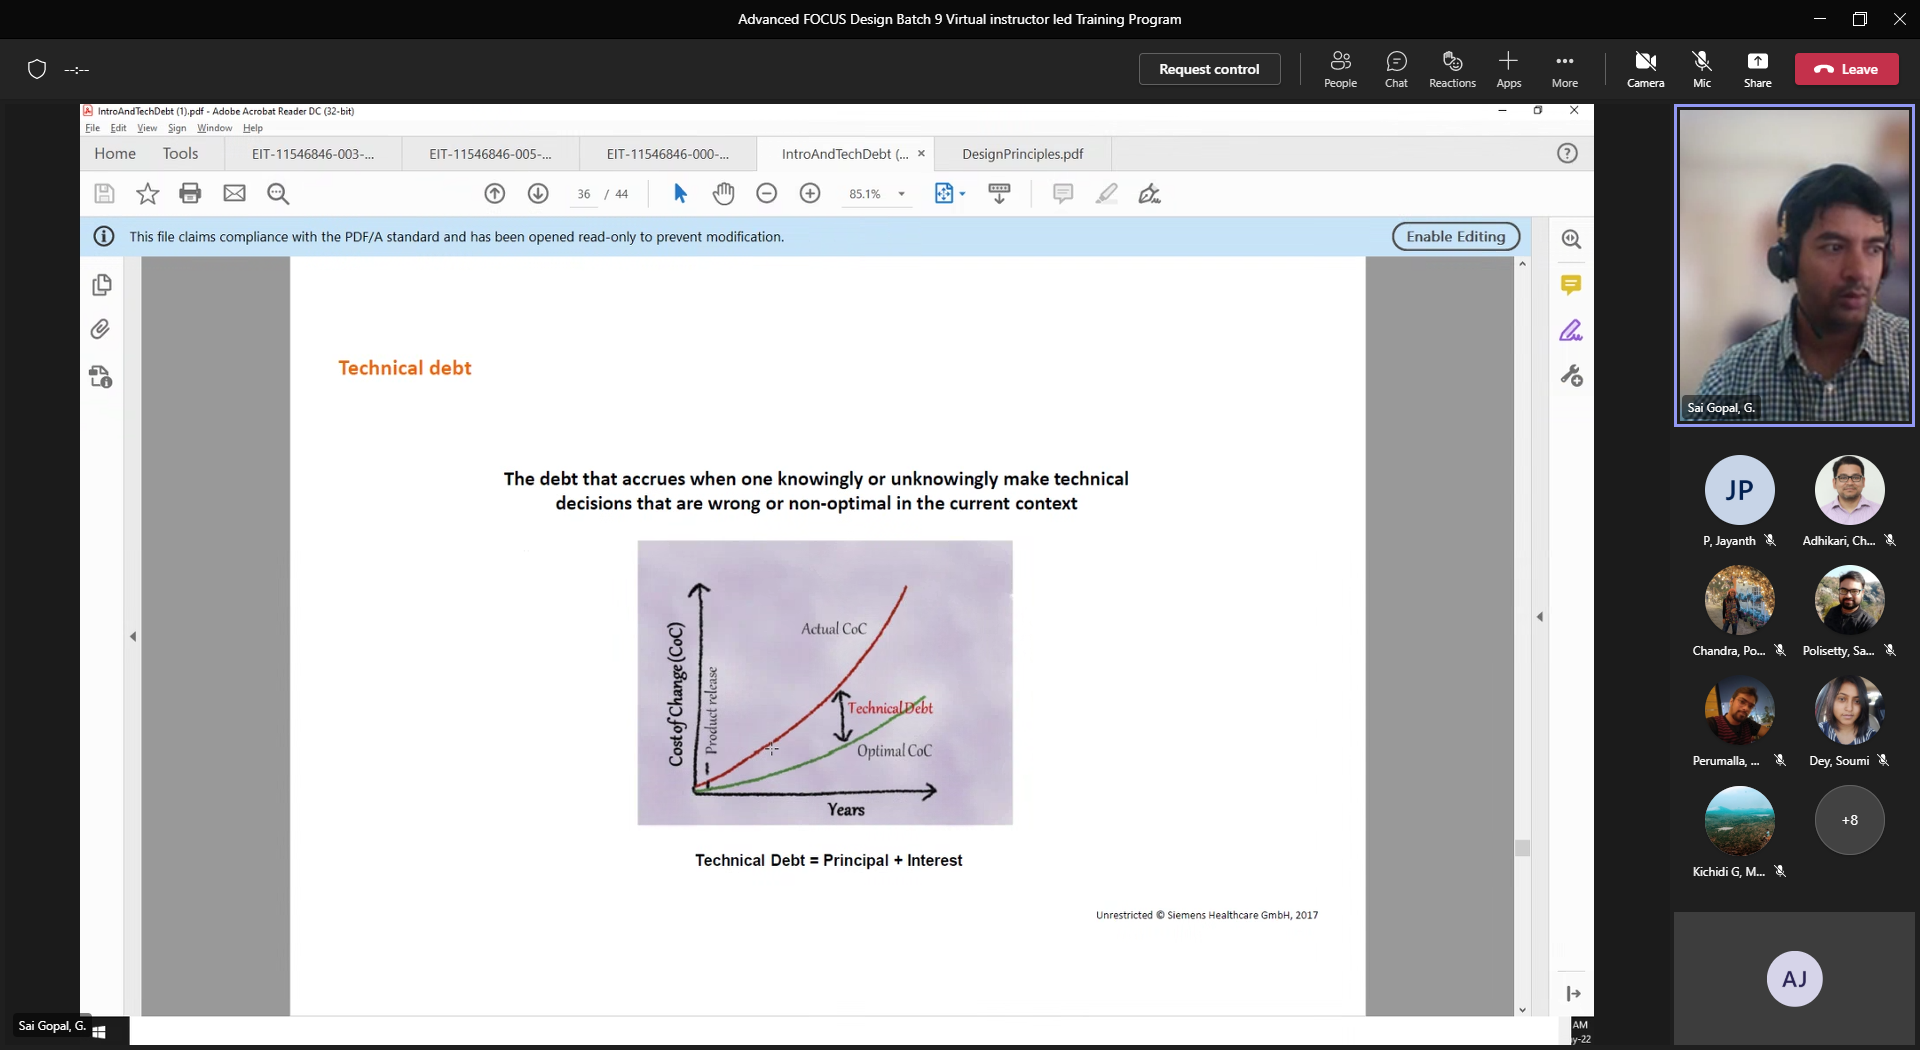 Advanced FOCUS Design Batch 9 Virtual instructor led Training Program
--:--
Request control
People
Chat
Reactions
Apps
More
Camera
Mic
Share
Leave
IntroAndTechDebt (1).pdf - Adobe Acrobat Reader DC (32-bit)
File Edit View Sign Window Help
Home Tools EIT-11546846-003-... EIT-11546846-005-... EIT-11546846-000-... IntroAndTechDebt (... × DesignPrinciples.pdf
36 / 44 85.1%
This file claims compliance with the PDF/A standard and has been opened read-only to prevent modification.
Enable Editing
Technical debt
The debt that accrues when one knowingly or unknowingly make technical
decisions that are wrong or non-optimal in the current context
Cost of Change (CoC)
Product release
Actual CoC
Technical Debt
Optimal CoC
Years
Technical Debt = Principal + Interest
Unrestricted © Siemens Healthcare GmbH, 2017
Sai Gopal, G.
JP
P, Jayanth
Adhikari, Ch...
Chandra, Po...
Polisetty, Sa...
Perumalla, ...
Dey, Soumi
Kichidi G, M...
+8
AJ
Sai Gopal, G.
AM
y-22